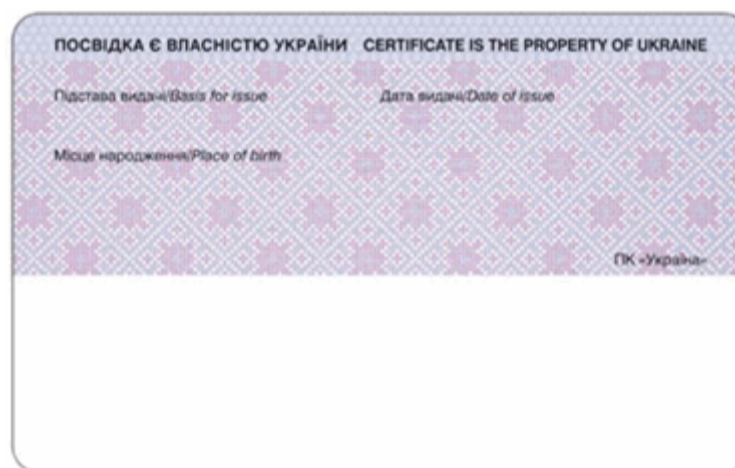 ПОСВІДКА Є ВЛАСНІСТЮ УКРАЇНИ CERTIFICATE IS THE PROPERTY OF UKRAINE
Підстава видачі/Basis for issue Дата видачі/Date of issue
Місце народження/Place of birth
ПК «Україна»